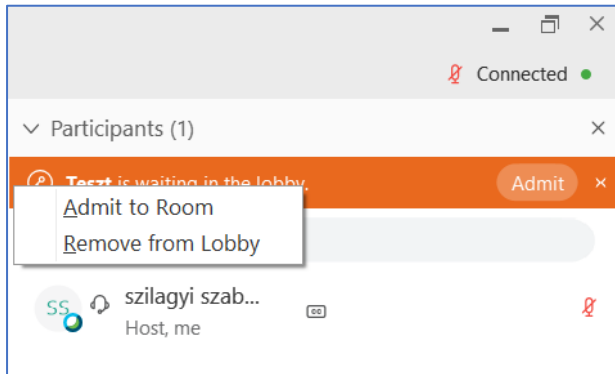 Connected
Participants (1)
Teszt is waiting in the lobby.
Admit
Admit to Room
Remove from Lobby
SS
szilagyi szab...
cc
Host, me